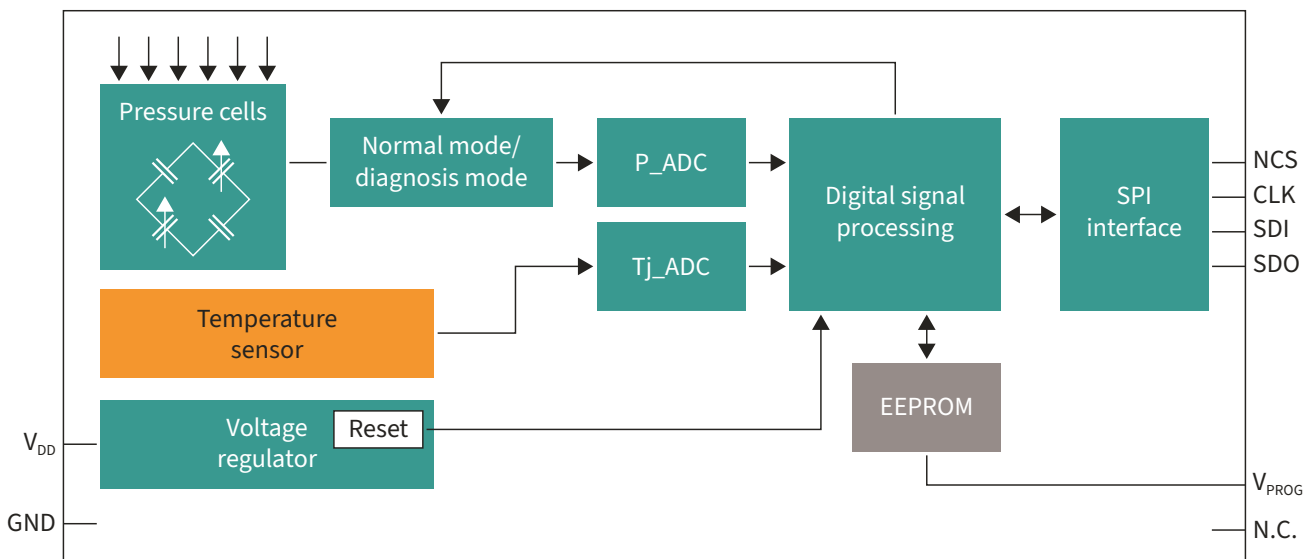 Pressure cells
Normal mode/
diagnosis mode
P_ADC
Tj_ADC
Digital signal
processing
SPI
interface
NCS
CLK
SDI
SDO
Temperature
sensor
EEPROM
Voltage
regulator
Reset
VDD
GND
VPROG
N.C.